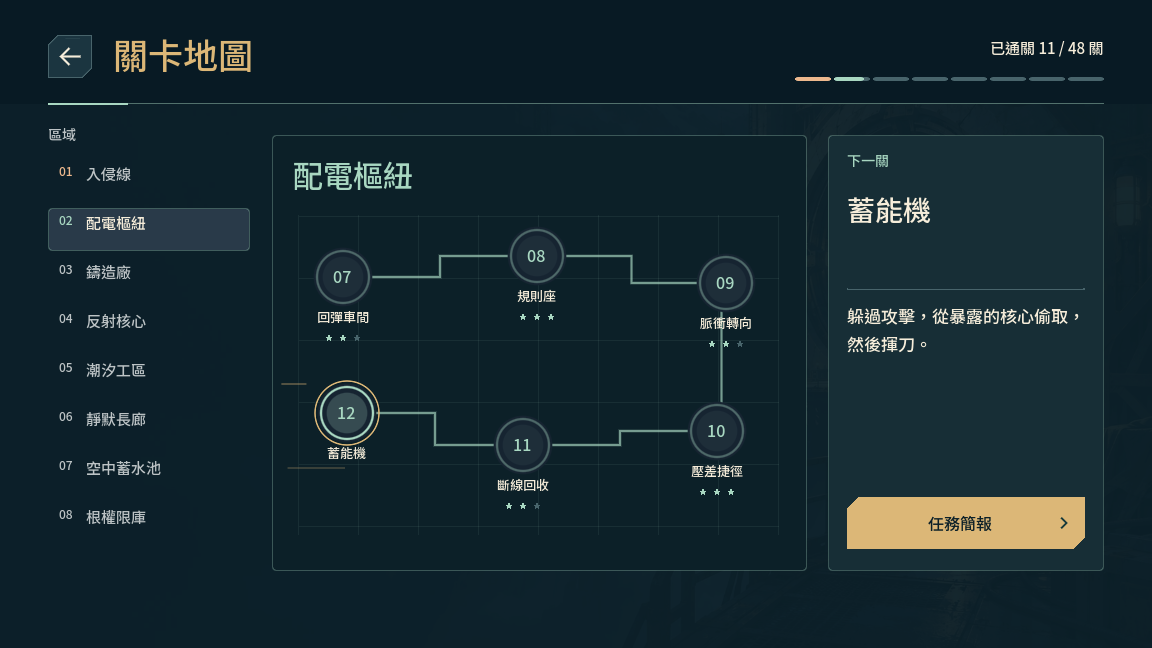 關卡地圖
已通關 11 / 48 關
區域
01 入侵線
02 配電樞紐
03 鑄造廠
04 反射核心
05 潮汐工區
06 靜默長廊
07 空中蓄水池
08 根權限庫
配電樞紐
07
回彈車間
08
規則座
09
脈衝轉向
12
蓄能機
11
斷線回收
10
壓差捷徑
下一關
蓄能機
躲過攻擊，從暴露的核心偷取，
然後揮刀。
任務簡報